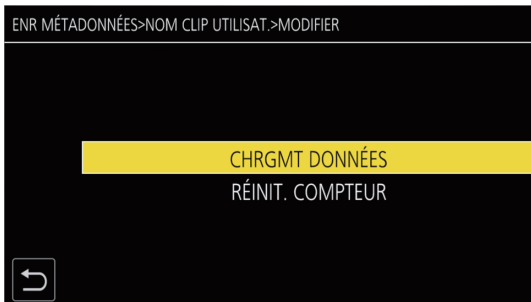 ENR MÉTADONNÉES>NOM CLIP UTILISAT.>MODIFIER
CHRGMT DONNÉES
RÉINIT. COMPTEUR